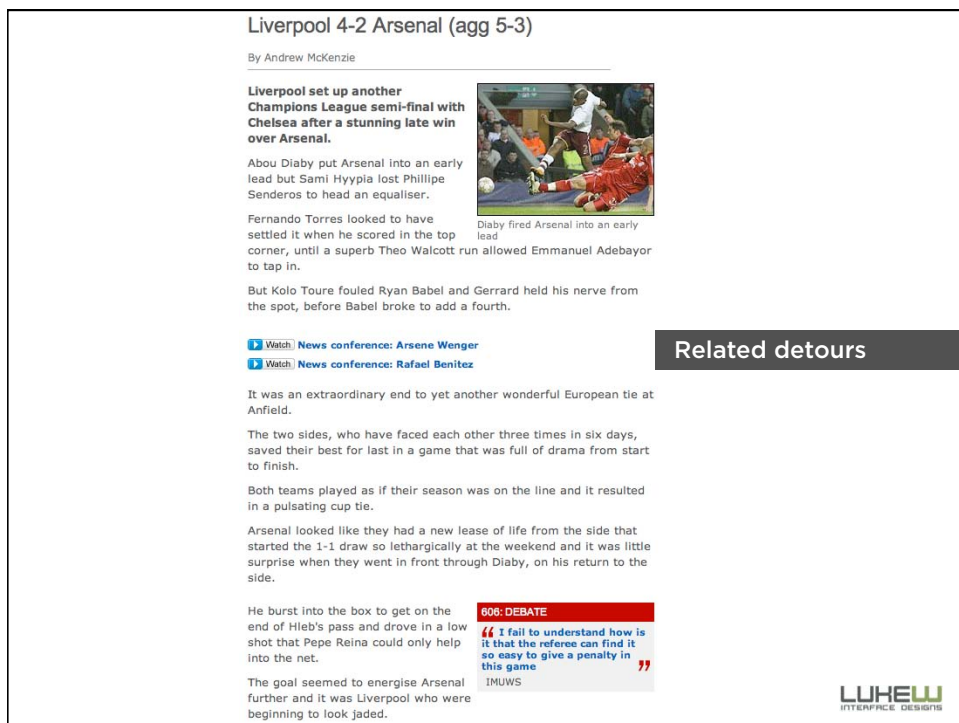 Liverpool 4-2 Arsenal (agg 5-3)
By Andrew McKenzie
Liverpool set up another
Champions League semi-final with
Chelsea after a stunning late win
over Arsenal.
Abou Diaby put Arsenal into an early
lead but Sami Hyypia lost Phillipe
Senderos to head an equaliser.
Diaby fired Arsenal into an early
lead
Fernando Torres looked to have
settled it when he scored in the top
corner, until a superb Theo Walcott run allowed Emmanuel Adebayor
to tap in.
But Kolo Toure fouled Ryan Babel and Gerrard held his nerve from
the spot, before Babel broke to add a fourth.
Watch News conference: Arsene Wenger
Watch News conference: Rafael Benitez
Related detours
It was an extraordinary end to yet another wonderful European tie at
Anfield.
The two sides, who have faced each other three times in six days,
saved their best for last in a game that was full of drama from start
to finish.
Both teams played as if their season was on the line and it resulted
in a pulsating cup tie.
Arsenal looked like they had a new lease of life from the side that
started the 1-1 draw so lethargically at the weekend and it was little
surprise when they went in front through Diaby, on his return to the
side.
He burst into the box to get on the
end of Hleb's pass and drove in a low
shot that Pepe Reina could only help
into the net.
The goal seemed to energise Arsenal
further and it was Liverpool who were
beginning to look jaded.
606: DEBATE
“ I fail to understand how is
it that the referee can find it
so easy to give a penalty in
this game ”
IMUWS
LUKEW
INTERFACE DESIGNS